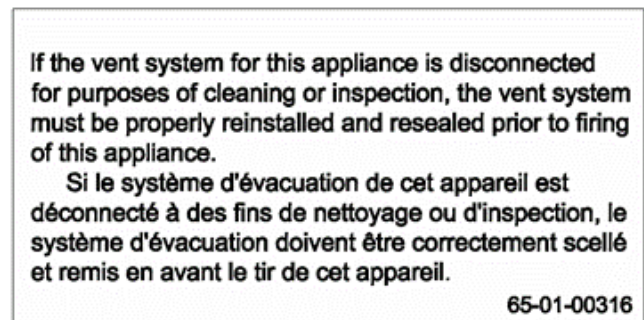 If the vent system for this appliance is disconnected
for purposes of cleaning or inspection, the vent system
must be properly reinstalled and resealed prior to firing
of this appliance.
Si le système d'évacuation de cet appareil est
déconnecté à des fins de nettoyage ou d'inspection, le
système d'évacuation doivent être correctement scellé
et remis en avant le tir de cet appareil.
65-01-00316